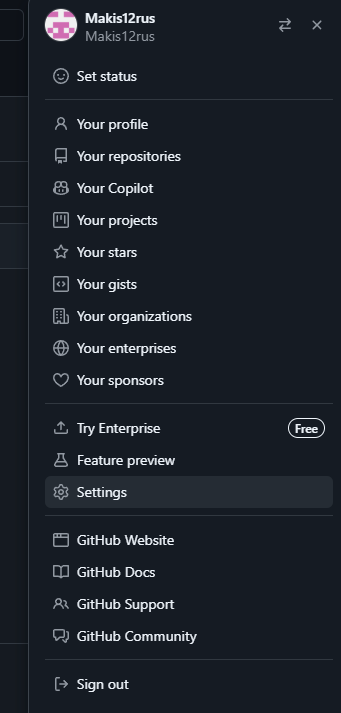 Makis12rus
Makis12rus
Set status
Your profile
Your repositories
Your Copilot
Your projects
Your stars
Your gists
Your organizations
Your enterprises
Your sponsors
Try Enterprise Free
Feature preview
Settings
GitHub Website
GitHub Docs
GitHub Support
GitHub Community
Sign out